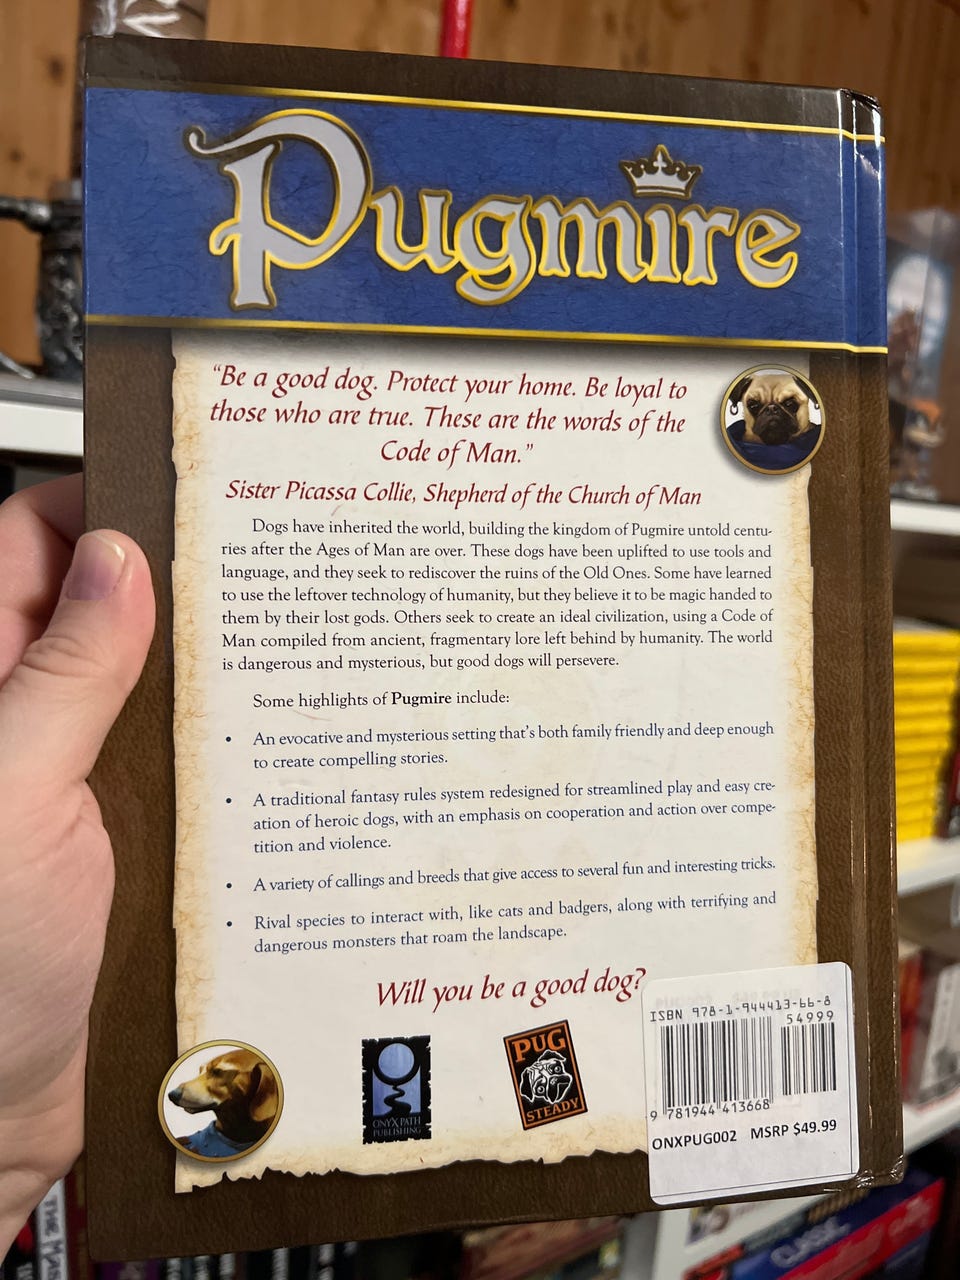 Pugmire
“Be a good dog. Protect your home. Be loyal to
those who are true. These are the words of the
Code of Man.”
Sister Picassa Collie, Shepherd of the Church of Man
Dogs have inherited the world, building the kingdom of Pugmire untold centu-
ries after the Ages of Man are over. These dogs have been uplifted to use tools and
language, and they seek to rediscover the ruins of the Old Ones. Some have learned
to use the leftover technology of humanity, but they believe it to be magic handed to
them by their lost gods. Others seek to create an ideal civilization, using a Code of
Man compiled from ancient, fragmentary lore left behind by humanity. The world
is dangerous and mysterious, but good dogs will persevere.
Some highlights of Pugmire include:
• An evocative and mysterious setting that’s both family friendly and deep enough
to create compelling stories.
• A traditional fantasy rules system redesigned for streamlined play and easy cre-
ation of heroic dogs, with an emphasis on cooperation and action over compe-
tition and violence.
• A variety of callings and breeds that give access to several fun and interesting tricks.
• Rival species to interact with, like cats and badgers, along with terrifying and
dangerous monsters that roam the landscape.
Will you be a good dog?
ONYX PATH
PUBLISHING
PUG
STEADY
ISBN 978-1-944413-66-8
54999
9 781944 413668
ONXPUG002 MSRP $49.99
CLASSIC